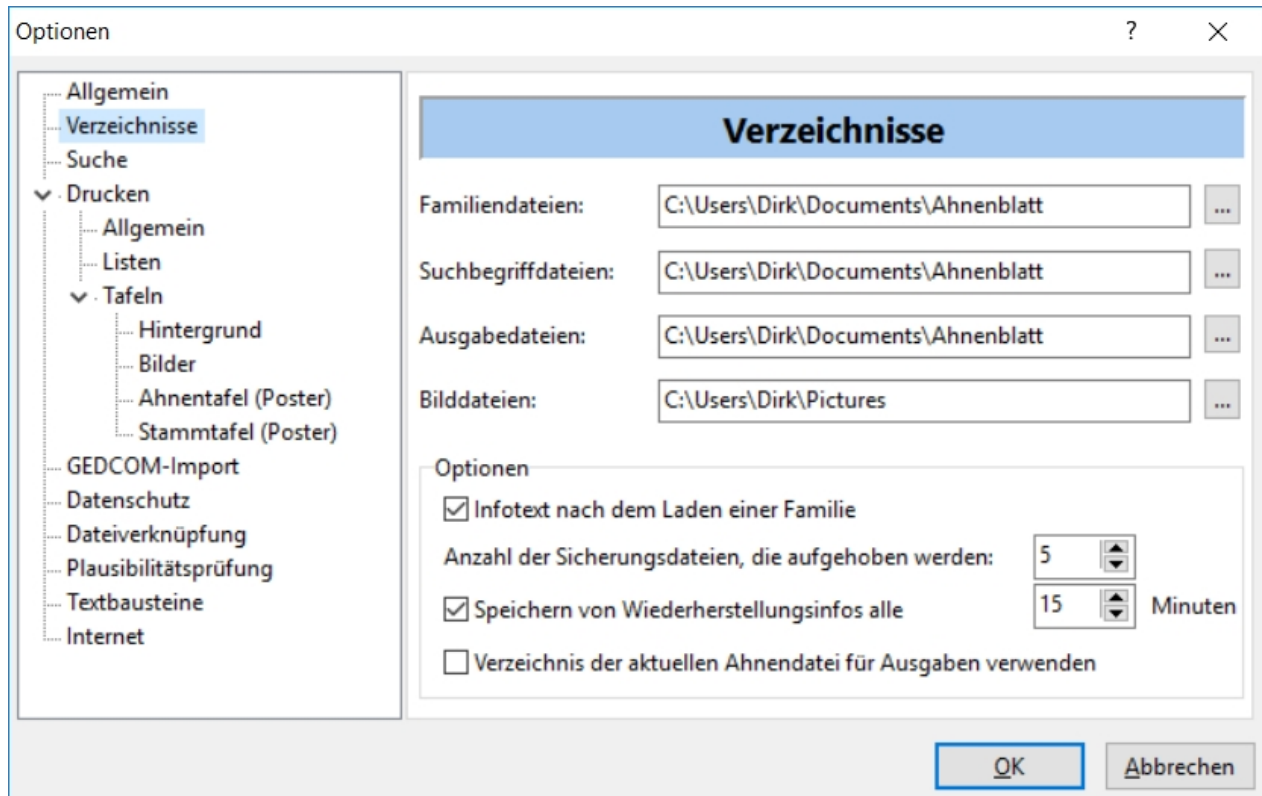 Optionen ?
Allgemein
Verzeichnisse
Suche
Drucken
Allgemein
Listen
Tafeln
Hintergrund
Bilder
Ahnentafel (Poster)
Stammtafel (Poster)
GEDCOM-Import
Datenschutz
Dateiverknüpfung
Plausibilitätsprüfung
Textbausteine
Internet
Verzeichnisse
Familiendateien: C:\Users\Dirk\Documents\Ahnenblatt ...
Suchbegriffdateien: C:\Users\Dirk\Documents\Ahnenblatt ...
Ausgabedateien: C:\Users\Dirk\Documents\Ahnenblatt ...
Bilddateien: C:\Users\Dirk\Pictures ...
Optionen
Infotext nach dem Laden einer Familie
Anzahl der Sicherungsdateien, die aufgehoben werden: 5
Speichern von Wiederherstellungsinfos alle 15 Minuten
Verzeichnis der aktuellen Ahnendatei für Ausgaben verwenden
OK Abbrechen